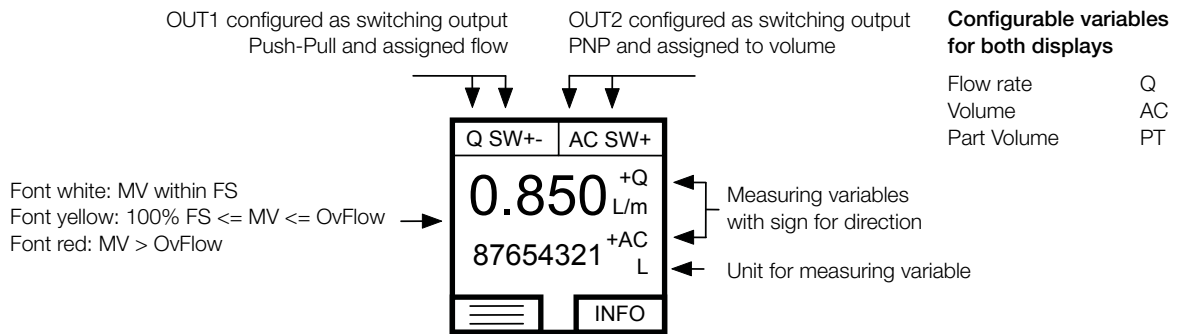 OUT1 configured as switching output
Push-Pull and assigned flow
OUT2 configured as switching output
PNP and assigned to volume
Configurable variables
for both displays
Flow rate Q
Volume AC
Part Volume PT
Q SW+-
AC SW+
0.850 +Q
L/m
87654321 +AC
L
INFO
Font white: MV within FS
Font yellow: 100% FS <= MV <= OvFlow
Font red: MV > OvFlow
Measuring variables
with sign for direction
Unit for measuring variable